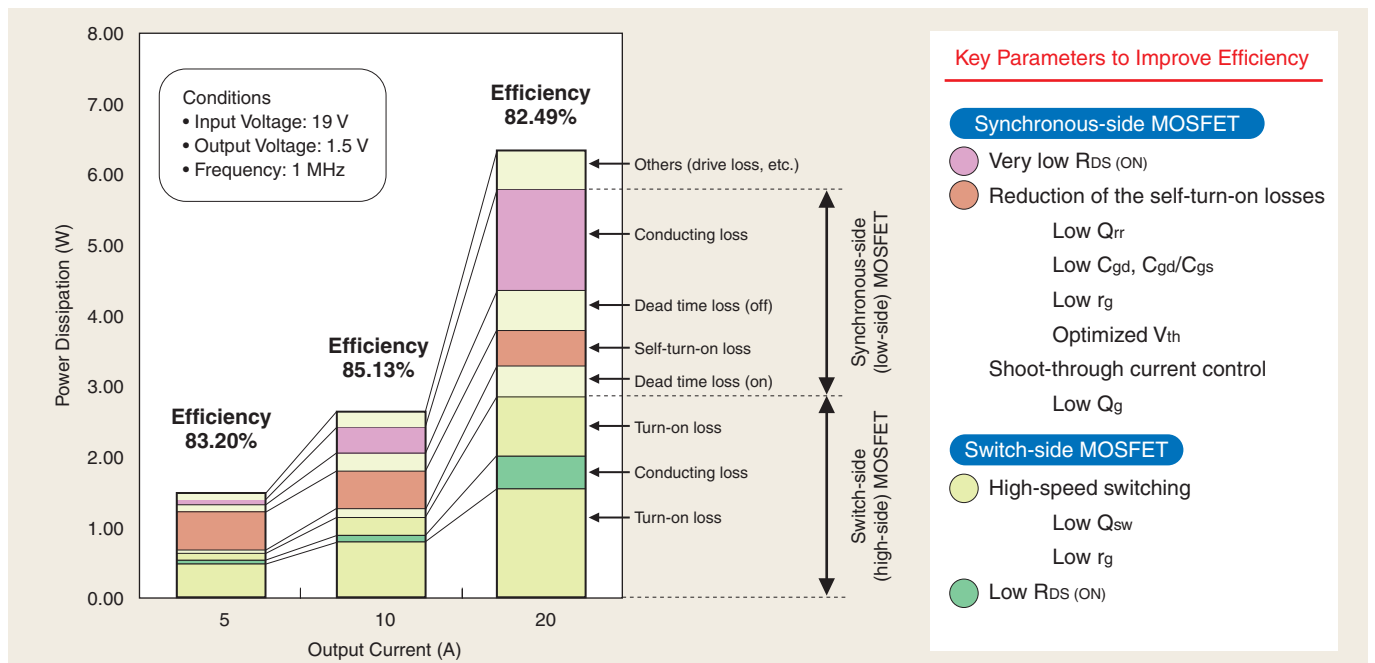 8.00
7.00
6.00
5.00
4.00
3.00
2.00
1.00
0.00
Power Dissipation (W)
Conditions
• Input Voltage: 19 V
• Output Voltage: 1.5 V
• Frequency: 1 MHz
Efficiency
83.20%
Efficiency
85.13%
Efficiency
82.49%
5
10
20
Output Current (A)
Others (drive loss, etc.)
Conducting loss
Dead time loss (off)
Self-turn-on loss
Dead time loss (on)
Turn-on loss
Conducting loss
Turn-on loss
Synchronous-side
(low-side) MOSFET
Switch-side
(high-side) MOSFET
Key Parameters to Improve Efficiency
Synchronous-side MOSFET
Very low RDS (ON)
Reduction of the self-turn-on losses
Low Qrr
Low Cgd, Cgd/Cgs
Low rg
Optimized Vth
Shoot-through current control
Low Qg
Switch-side MOSFET
High-speed switching
Low Qsw
Low rg
Low RDS (ON)